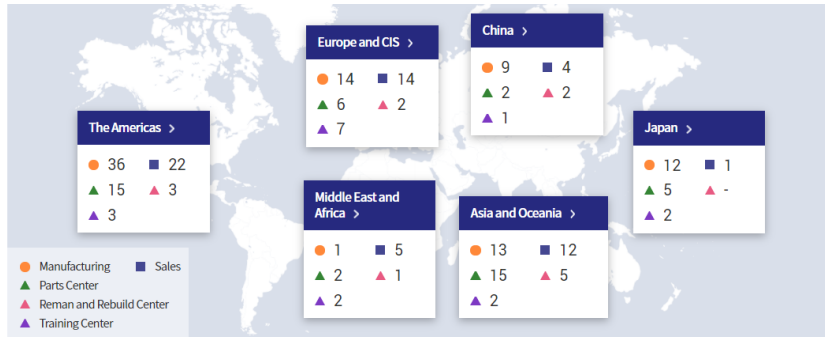 Europe and CIS >
14 14
6 2
7
China >
9 4
2 2
1
The Americas >
36 22
15 3
3
Japan >
12 1
5 -
2
Middle East and
Africa >
1 5
2 1
2
Asia and Oceania >
13 12
15 5
2
Manufacturing Sales
Parts Center
Reman and Rebuild Center
Training Center